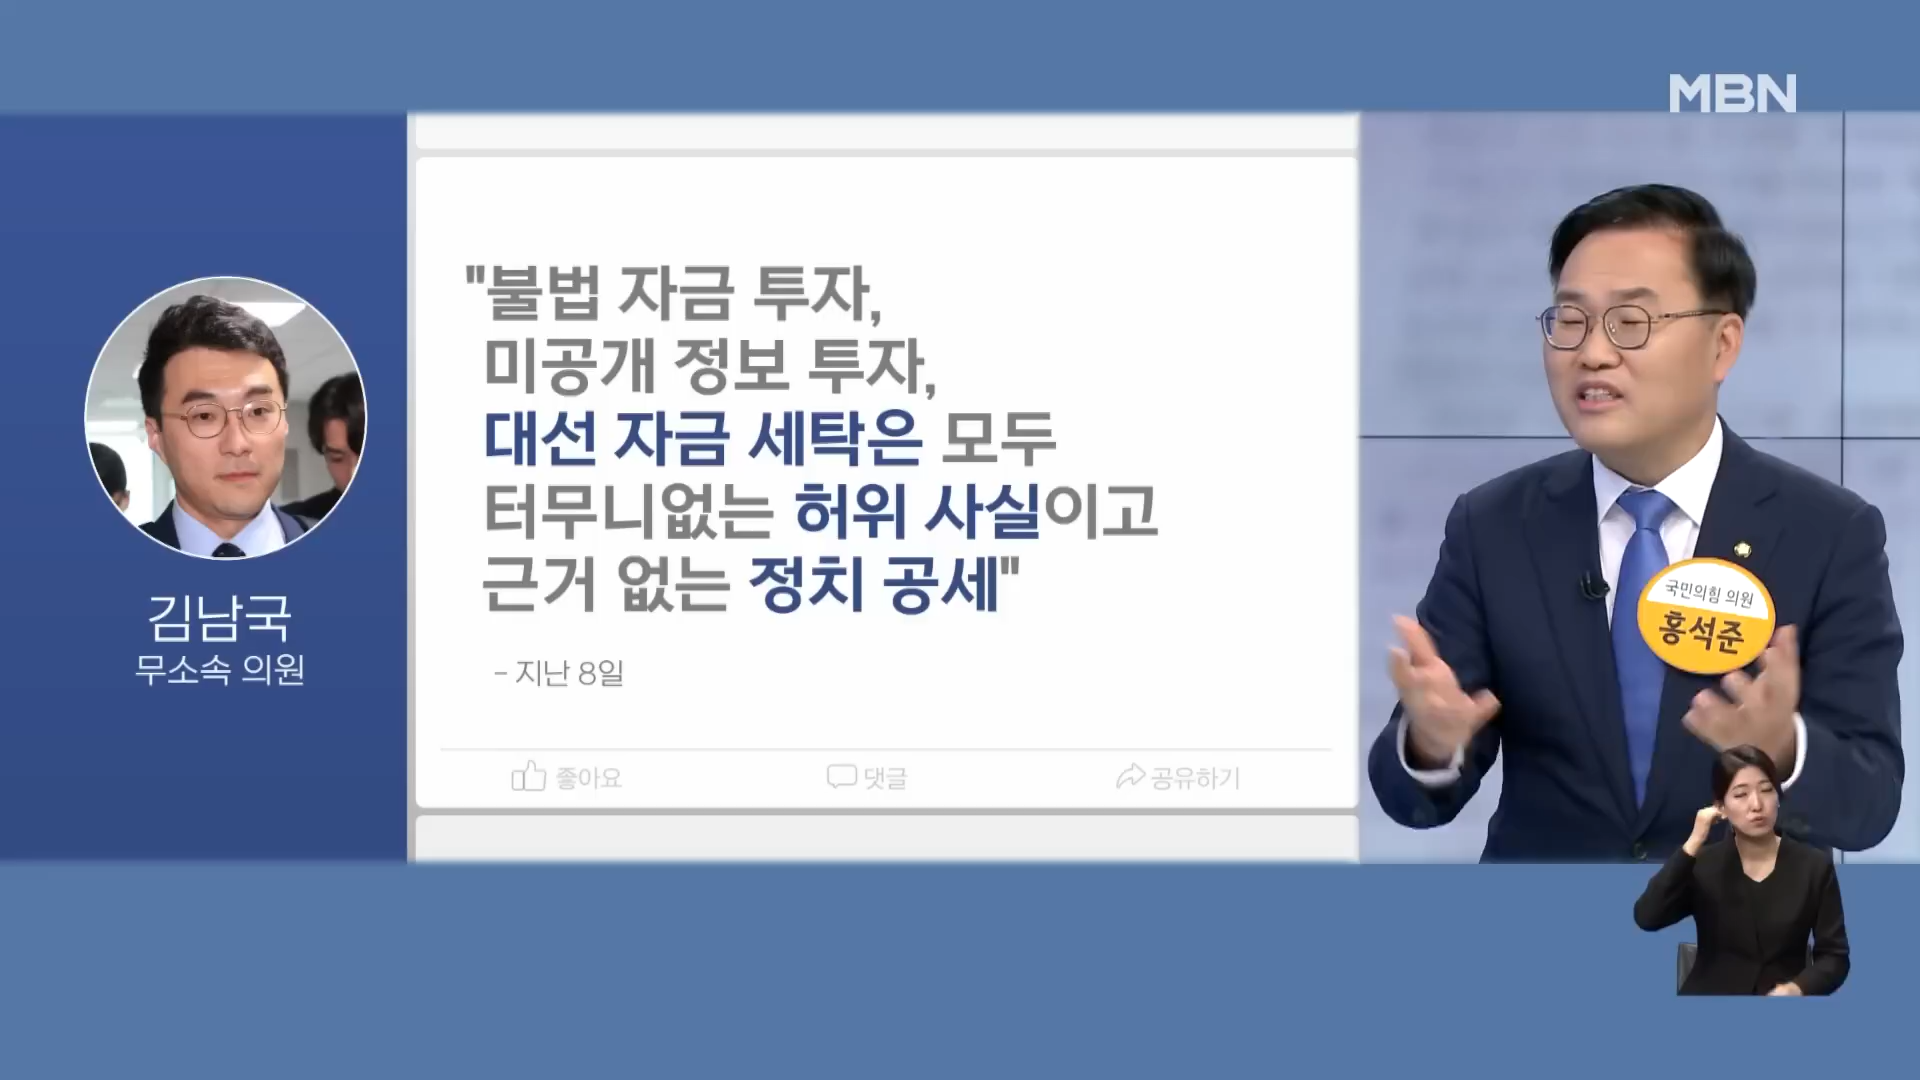 MBN
"불법 자금 투자,
미공개 정보 투자,
대선 자금 세탁은 모두
터무니없는 허위 사실이고
근거 없는 정치 공세"
- 지난 8일
좋아요
댓글
공유하기
김남국
무소속 의원
국민의힘 의원
홍석준